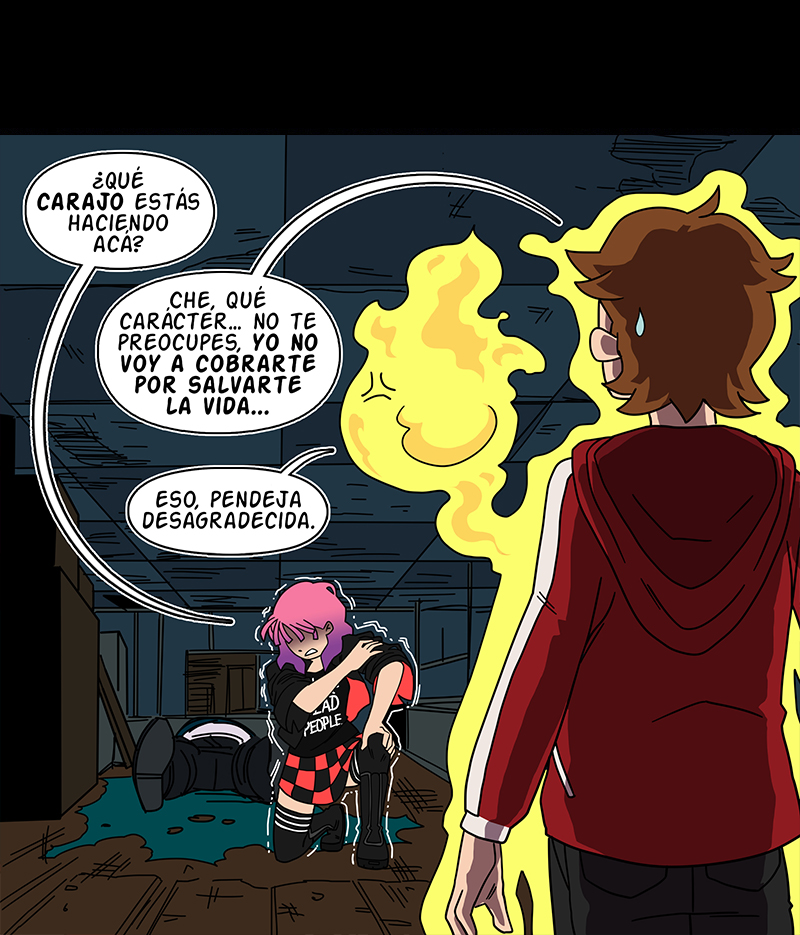 ¿QUÉ
CARAJO ESTÁS
HACIENDO
ACÁ?
CHE, QUÉ
CARÁCTER... NO TE
PREOCUPES, YO NO
VOY A COBRARTE
POR SALVARTE
LA VIDA...
ESO, PENDEJA
DESAGRADECIDA.
PEOPLE